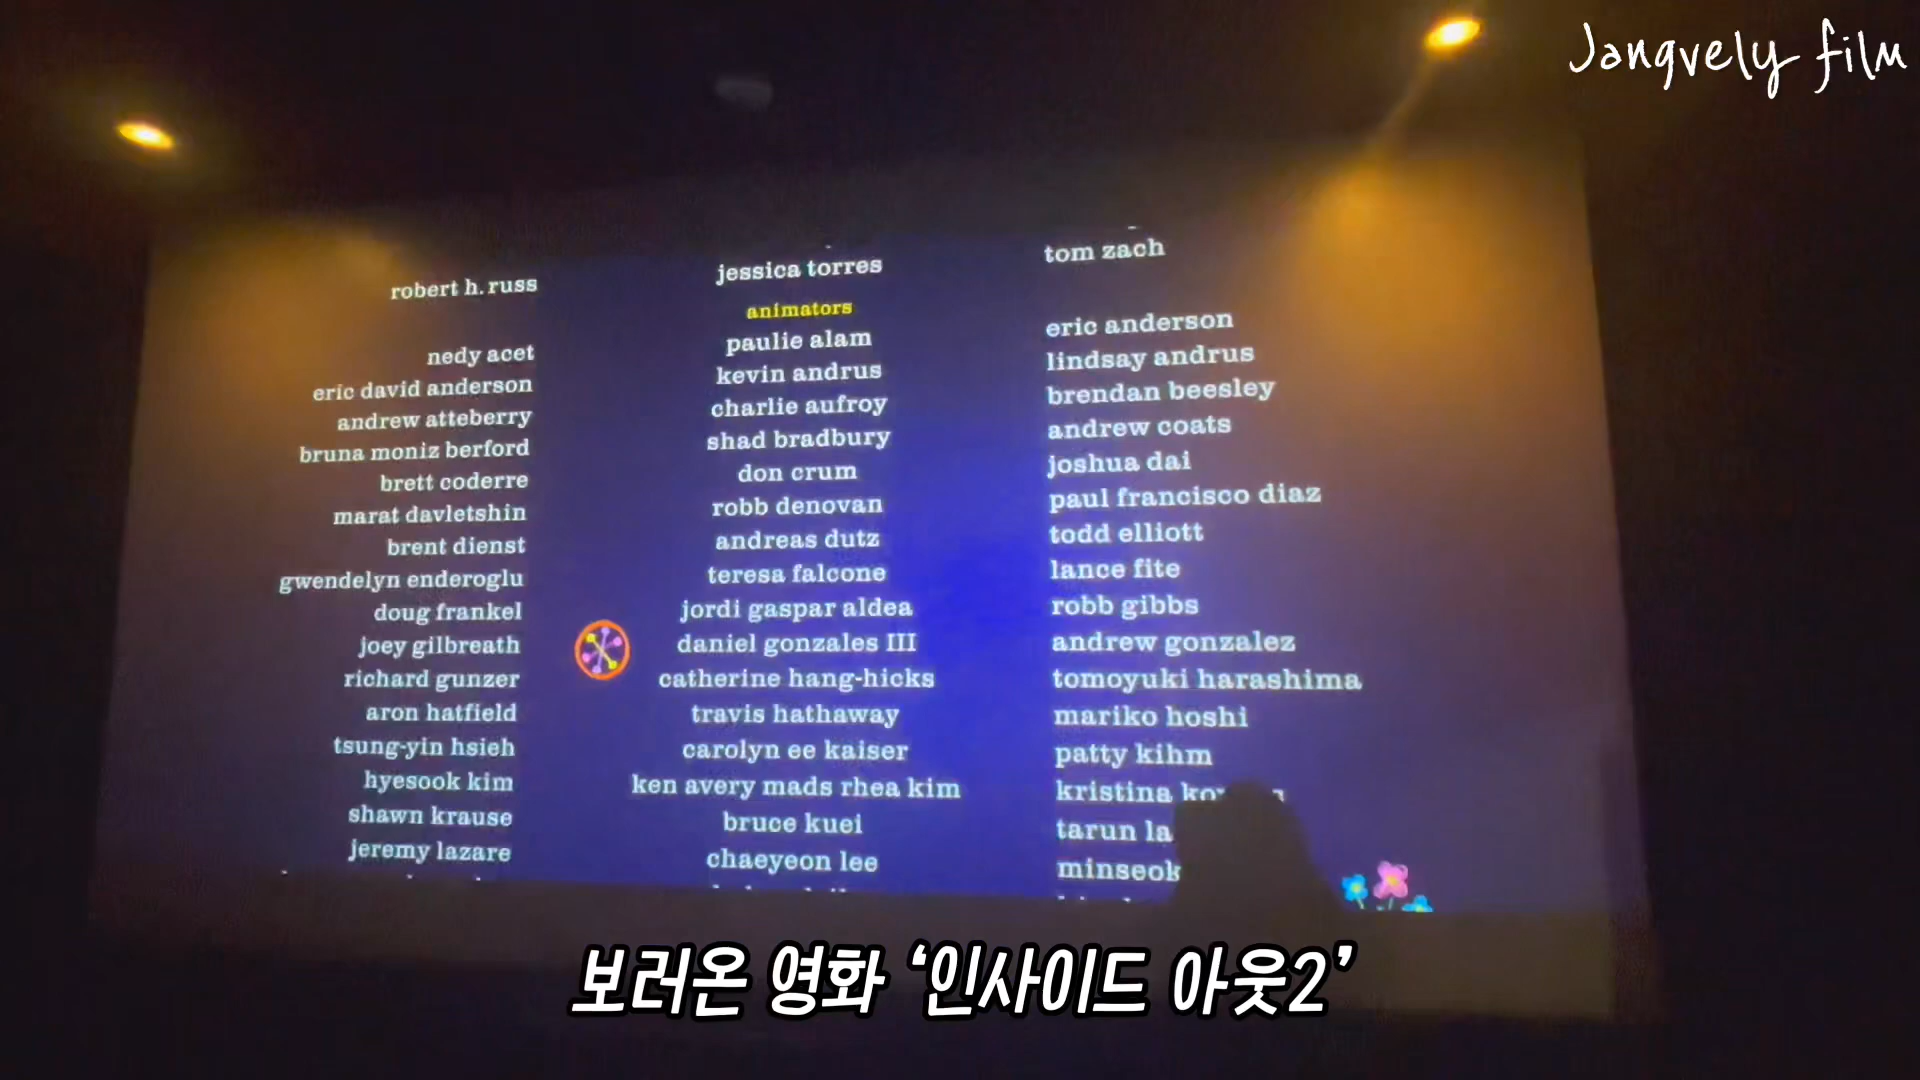 Jangvely film
robert h. russ
jessica torres
tom zach
animators
nedy acet
paulie alam
eric anderson
eric david anderson
kevin andrus
lindsay andrus
andrew atteberry
charlie aufroy
brendan beesley
bruna moniz berford
shad bradbury
andrew coats
brett coderre
don crum
joshua dai
marat davletshin
robb denovan
paul francisco diaz
brent dienst
andreas dutz
todd elliott
gwendelyn enderoglu
teresa falcone
lance fite
doug frankel
jordi gaspar aldea
robb gibbs
joey gilbreath
daniel gonzales III
andrew gonzalez
richard gunzer
catherine hang-hicks
tomoyuki harashima
aron hatfield
travis hathaway
mariko hoshi
tsung-yin hsieh
carolyn ee kaiser
patty kihm
hyesook kim
ken avery mads rhea kim
kristina
shawn krause
bruce kuei
tarun
jeremy lazare
chaeyeon lee
minseok
보러온 영화 ‘인사이드 아웃2’